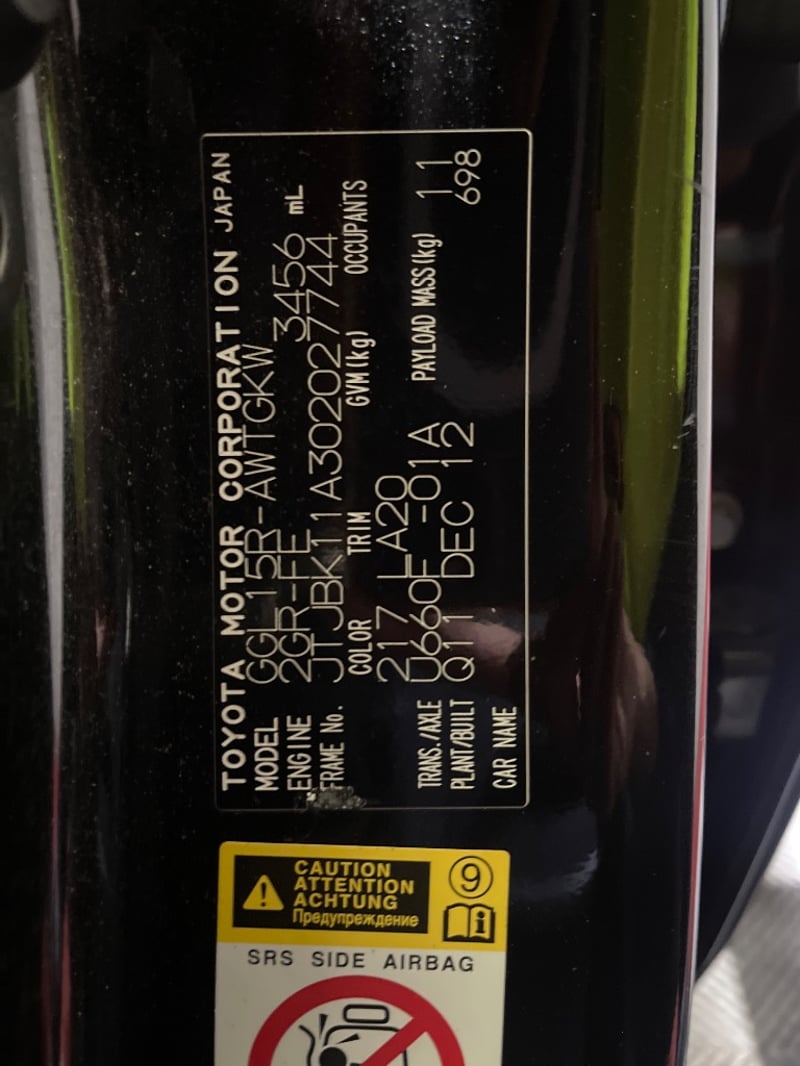 TOYOTA MOTOR CORPORATION JAPAN
MODEL GGL15R-AWTGKW
ENGINE 2GR-FE 3456 mL
FRAME No. JTJBK11A302027744
COLOR TRIM GVM(kg) OCCUPANTS
217 LA20
TRANS./AXLE U660F -01A PAYLOAD MASS(kg) 11
PLANT/BUILT Q11 DEC 12 698
CAR NAME
CAUTION
ATTENTION
ACHTUNG
Предупреждение
9
i
SRS SIDE AIRBAG